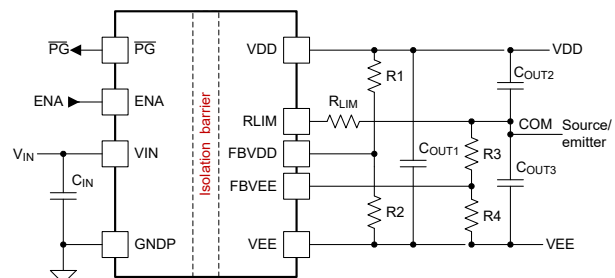 PG PG VDD VDD
R1 COUT2
ENA ENA
Isolation barrier
RLIM RLIM COM Source/
emitter
VIN VIN FBVDD COUT1 R3
CIN FBVEE COUT3
R2 R4
GNDP VEE VEE